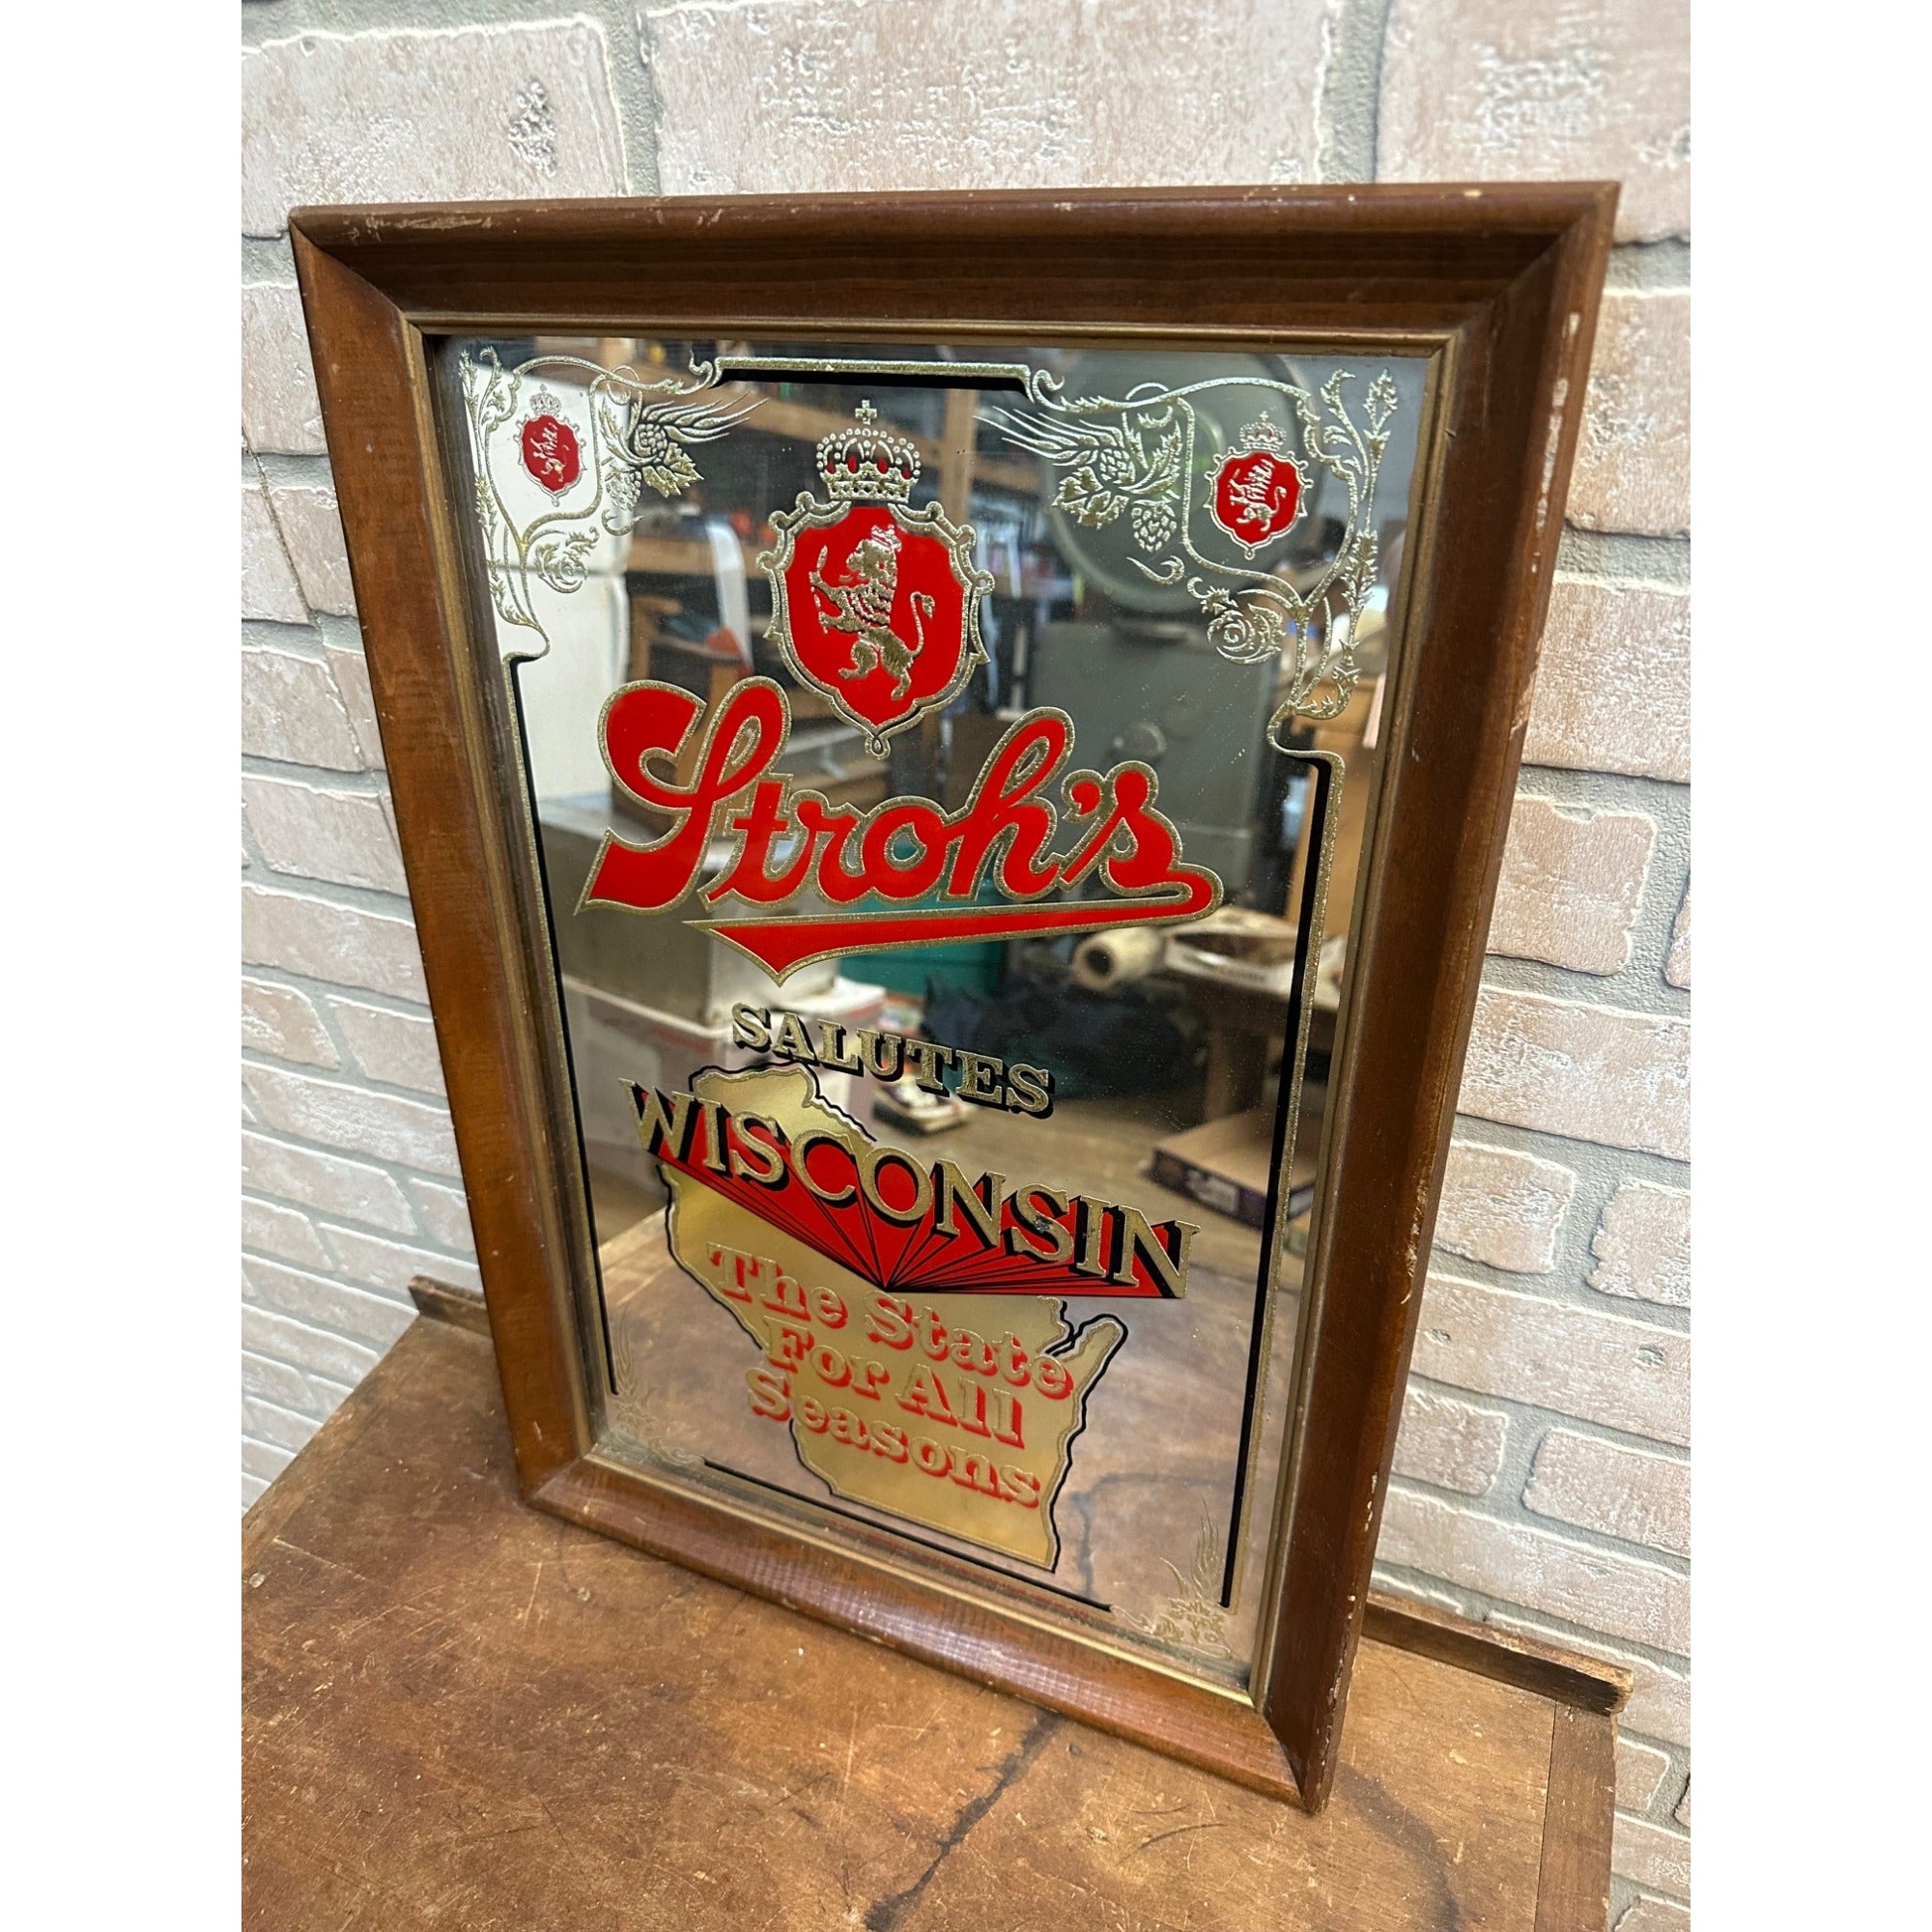 Stroh's
SALUTES
WISCONSIN
The State
For All
Seasons